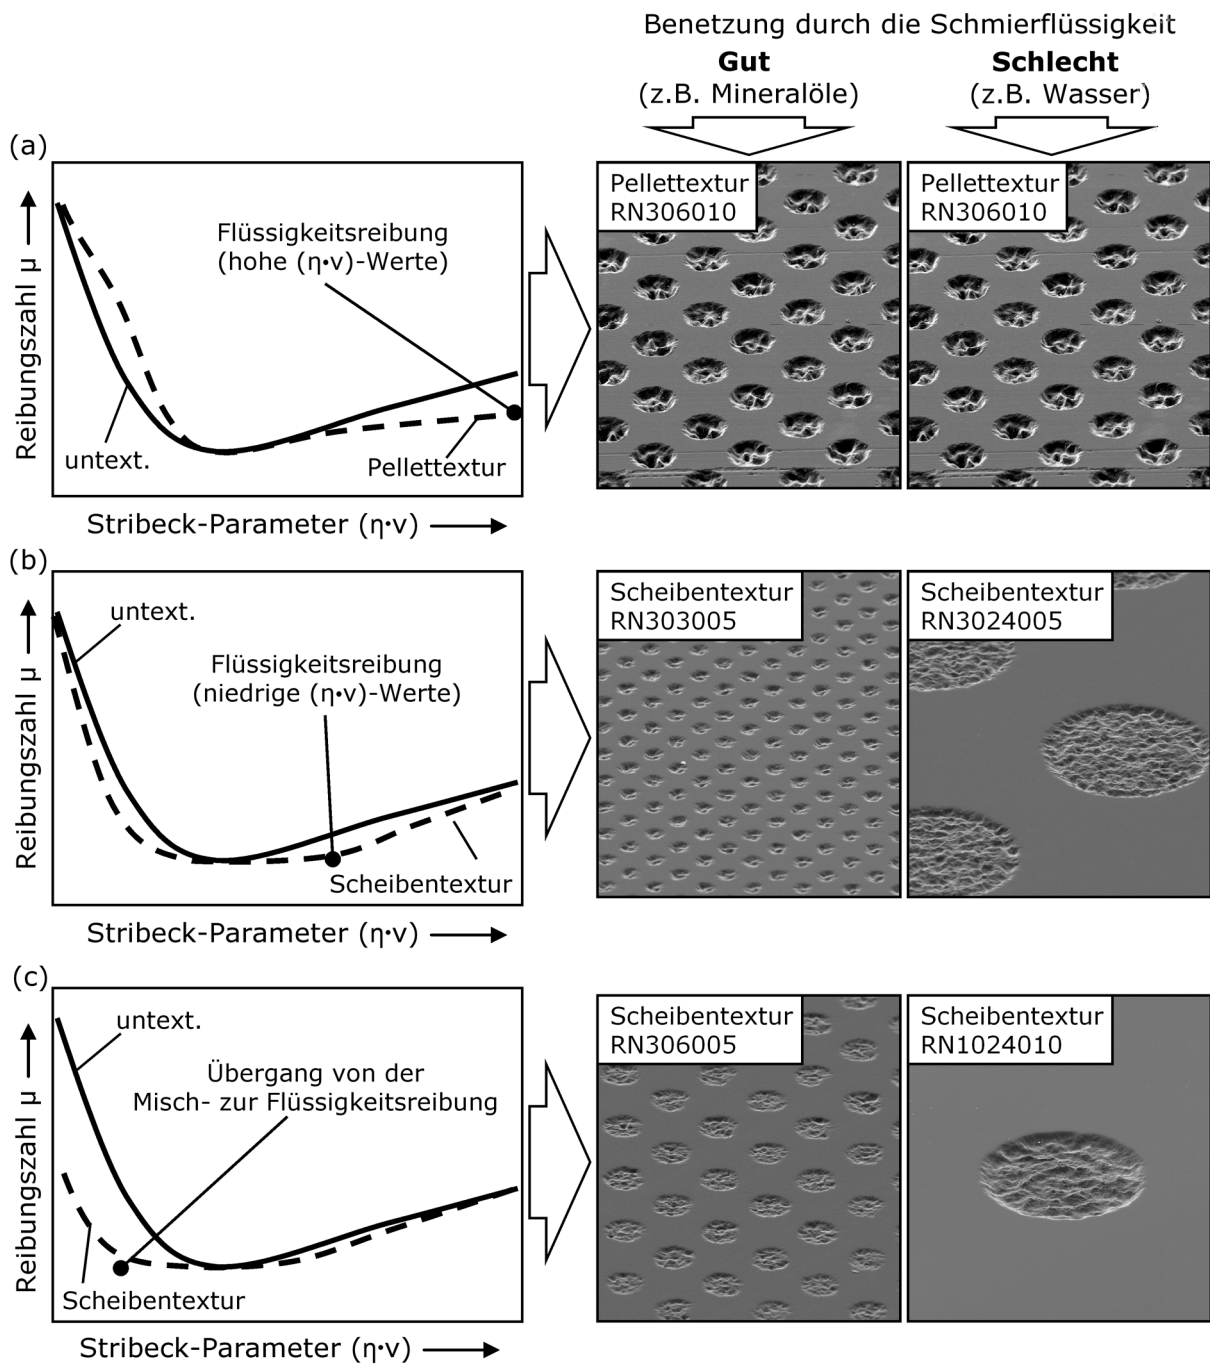 Benetzung durch die Schmierflüssigkeit
Gut
(z.B. Mineralöle)
Schlecht
(z.B. Wasser)
(a)
Reibungszahl μ
Flüssigkeitsreibung
(hohe (η·v)-Werte)
untext.
Pellettextur
Stribeck-Parameter (η·v)
Pellettextur
RN306010
Pellettextur
RN306010
(b)
Reibungszahl μ
untext.
Flüssigkeitsreibung
(niedrige (η·v)-Werte)
Scheibentextur
Stribeck-Parameter (η·v)
Scheibentextur
RN303005
Scheibentextur
RN3024005
(c)
Reibungszahl μ
untext.
Übergang von der
Misch- zur Flüssigkeitsreibung
Scheibentextur
Stribeck-Parameter (η·v)
Scheibentextur
RN306005
Scheibentextur
RN1024010